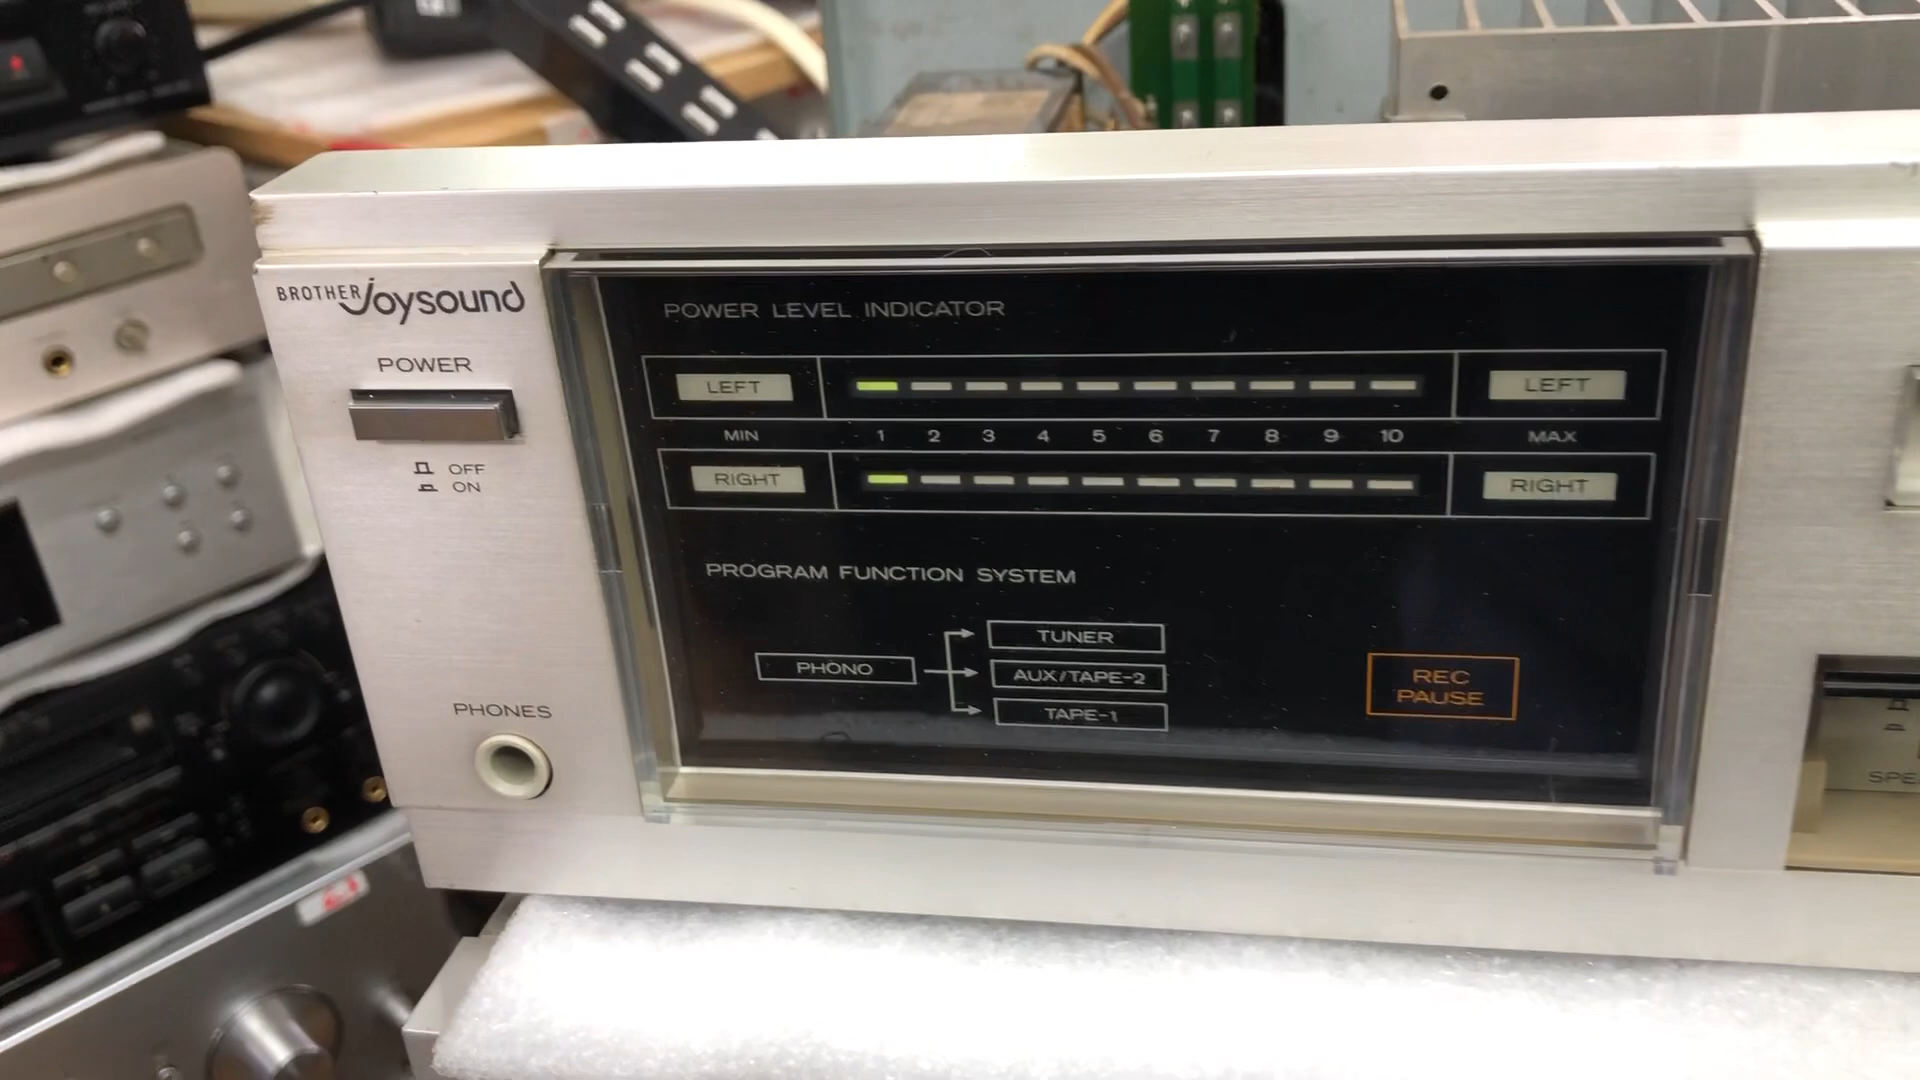 BROTHER Joysound
POWER
OFF
ON
PHONES
POWER LEVEL INDICATOR
LEFT
LEFT
MIN 1 2 3 4 5 6 7 8 9 10 MAX
RIGHT
RIGHT
PROGRAM FUNCTION SYSTEM
PHONO
TUNER
AUX/TAPE-2
TAPE-1
REC
PAUSE